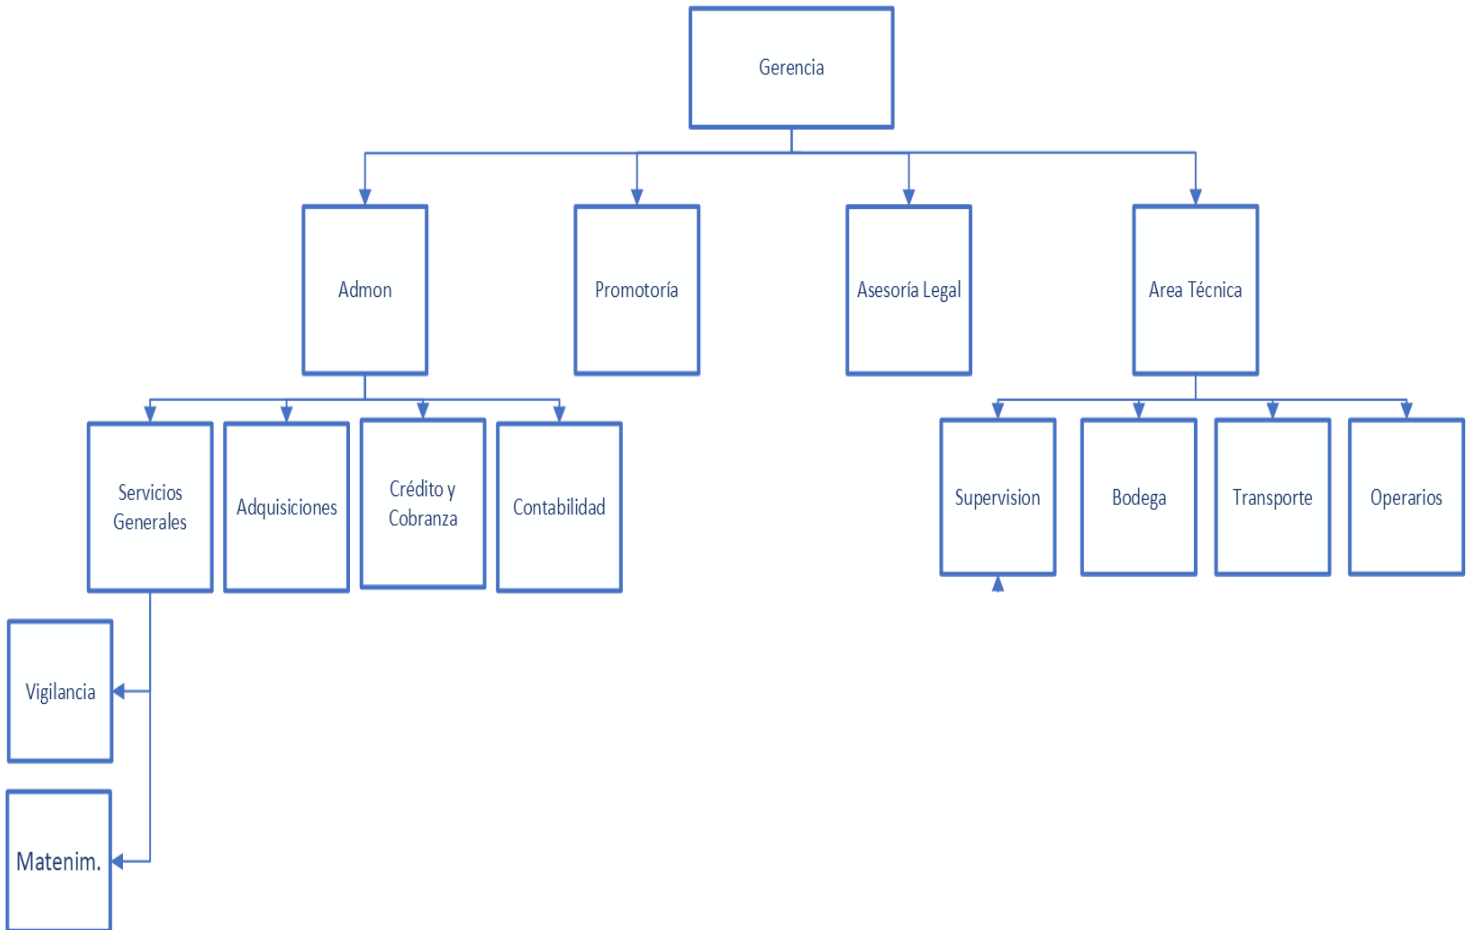 Gerencia
Admon
Promotoría
Asesoría Legal
Area Técnica
Servicios
Generales
Adquisiciones
Crédito y
Cobranza
Contabilidad
Supervision
Bodega
Transporte
Operarios
Vigilancia
Matenim.